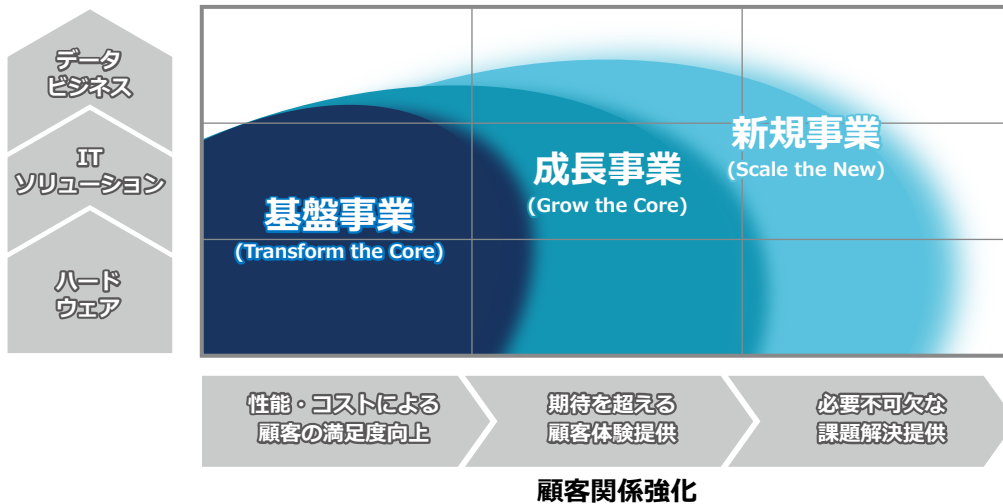 データ
ビジネス
IT
ソリューション
ハード
ウェア
基盤事業
(Transform the Core)
成長事業
(Grow the Core)
新規事業
(Scale the New)
性能・コストによる
顧客の満足度向上
期待を超える
顧客体験提供
必要不可欠な
課題解決提供
顧客関係強化